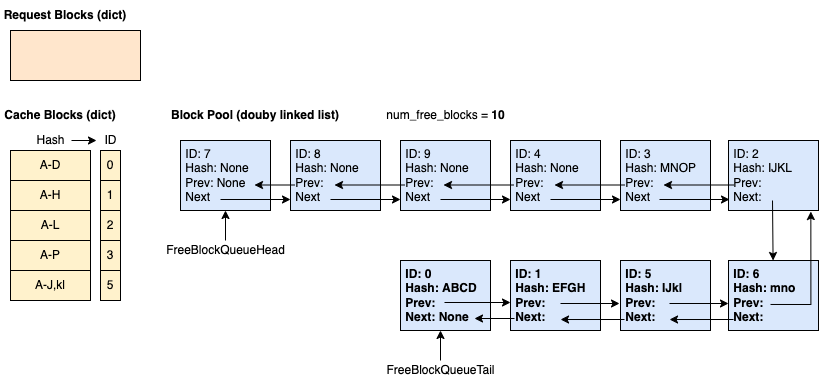 Request Blocks (dict)
Cache Blocks (dict)
Block Pool (douby linked list)
num_free_blocks = 10
Hash
ID
A-D
0
A-H
1
A-L
2
A-P
3
A-J,kl
5
ID: 7
Hash: None
Prev: None
Next
ID: 8
Hash: None
Prev:
Next
ID: 9
Hash: None
Prev:
Next
ID: 4
Hash: None
Prev:
Next
ID: 3
Hash: MNOP
Prev:
Next
ID: 2
Hash: IJKL
Prev:
Next:
FreeBlockQueueHead
ID: 0
Hash: ABCD
Prev:
Next: None
ID: 1
Hash: EFGH
Prev:
Next:
ID: 5
Hash: IJkl
Prev:
Next:
ID: 6
Hash: mno
Prev:
Next:
FreeBlockQueueTail